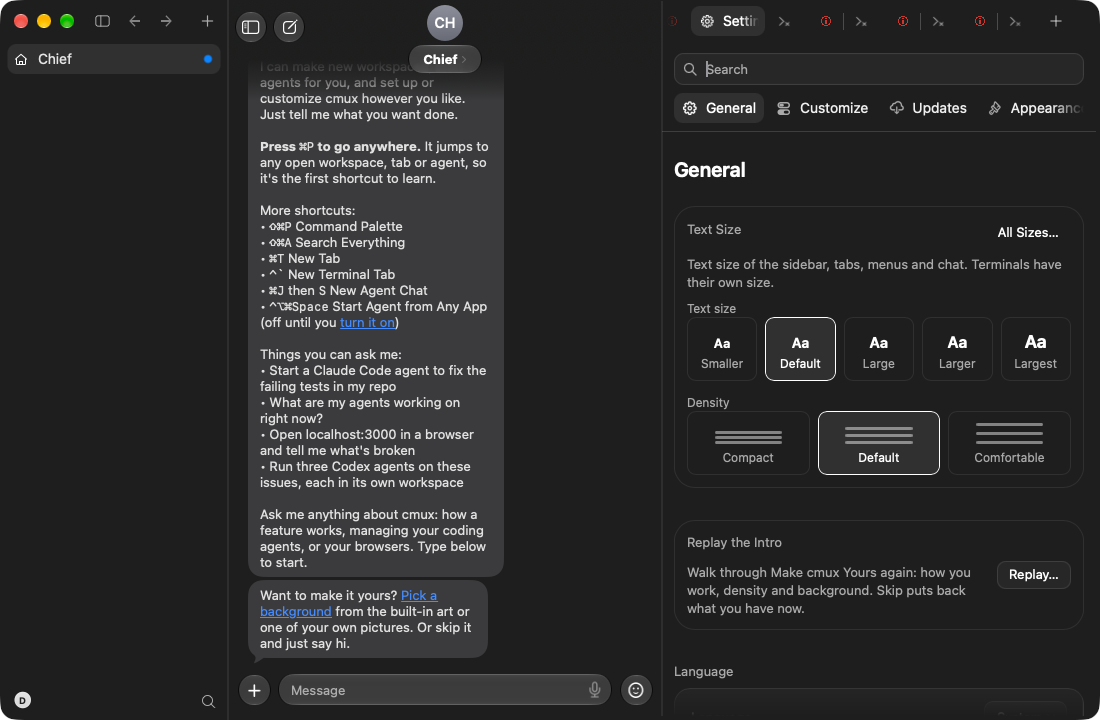 Chief
D
CH
Chief
I can make new workspac
agents for you, and set up or
customize cmux however you like.
Just tell me what you want done.
Press ⌘P to go anywhere. It jumps to
any open workspace, tab or agent, so
it's the first shortcut to learn.
More shortcuts:
• ⇧⌘P Command Palette
• ⇧⌘A Search Everything
• ⌘T New Tab
• ^` New Terminal Tab
• ⌘J then S New Agent Chat
• ^⌥⌘Space Start Agent from Any App
(off until you turn it on)
Things you can ask me:
• Start a Claude Code agent to fix the
failing tests in my repo
• What are my agents working on
right now?
• Open localhost:3000 in a browser
and tell me what's broken
• Run three Codex agents on these
issues, each in its own workspace
Ask me anything about cmux: how a
feature works, managing your coding
agents, or your browsers. Type below
to start.
Want to make it yours? Pick a
background from the built-in art or
one of your own pictures. Or skip it
and just say hi.
Message
Settin
Search
General
Customize
Updates
Appearanc
General
Text Size
All Sizes...
Text size of the sidebar, tabs, menus and chat. Terminals have
their own size.
Text size
Aa Aa Aa Aa Aa
Smaller Default Large Larger Largest
Density
Compact Default Comfortable
Replay the Intro
Walk through Make cmux Yours again: how you
work, density and background. Skip puts back
what you have now.
Replay...
Language